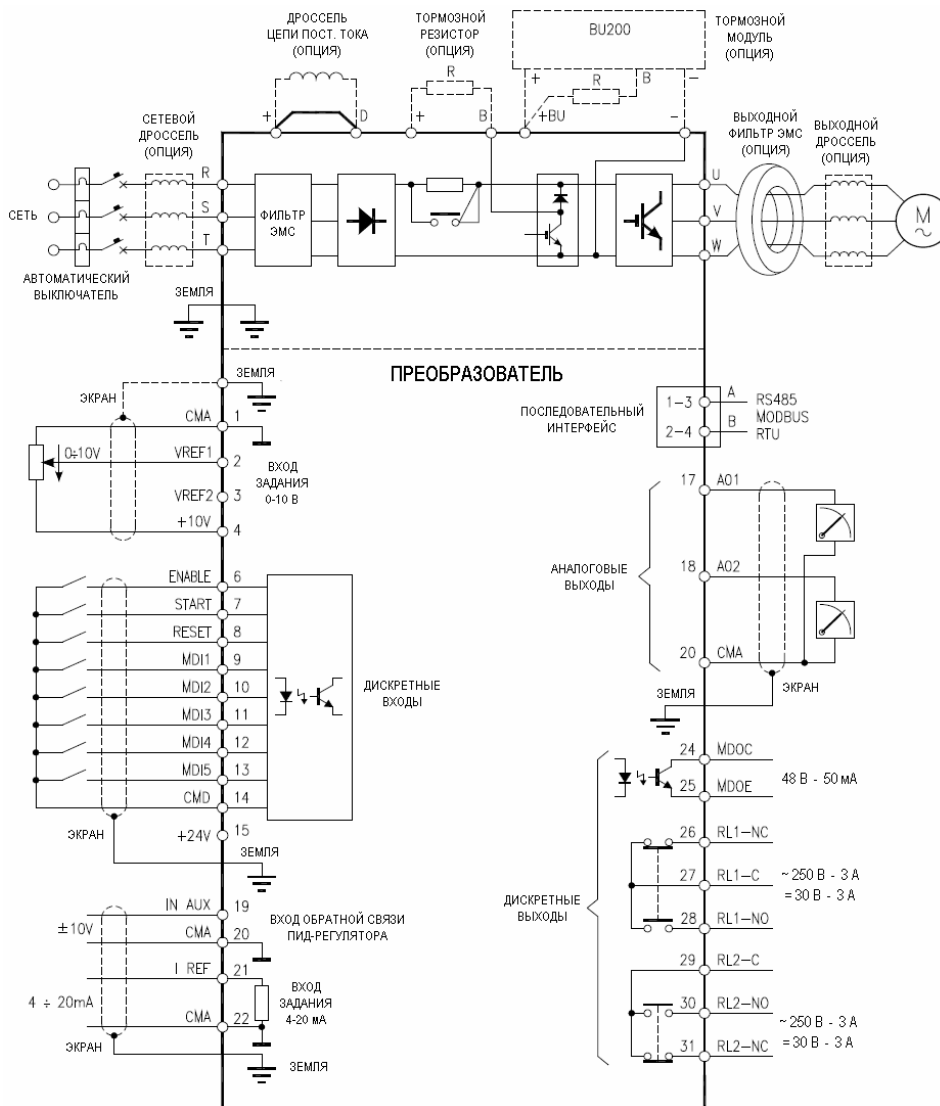 ДРОССЕЛЬ
ЦЕПИ ПОСТ. ТОКА
(ОПЦИЯ)
ТОРМОЗНОЙ
РЕЗИСТОР
(ОПЦИЯ)
BU200
ТОРМОЗНОЙ
МОДУЛЬ
(ОПЦИЯ)
R
+
R
B
−
СЕТЕВОЙ
ДРОССЕЛЬ
(ОПЦИЯ)
+
D
+
B
+BU
−
ВЫХОДНОЙ
ФИЛЬТР ЭМС
(ОПЦИЯ)
ВЫХОДНОЙ
ДРОССЕЛЬ
(ОПЦИЯ)
СЕТЬ
R
S
T
ФИЛЬТР
ЭМС
U
V
W
M
~
АВТОМАТИЧЕСКИЙ
ВЫКЛЮЧАТЕЛЬ
ЗЕМЛЯ
ПРЕОБРАЗОВАТЕЛЬ
ЭКРАН
ЗЕМЛЯ
CMA 1
0÷10V
VREF1 2
VREF2 3
+10V 4
ВХОД
ЗАДАНИЯ
0-10 В
ПОСЛЕДОВАТЕЛЬНЫЙ
ИНТЕРФЕЙС
1−3 A
2−4 B
RS485
MODBUS
RTU
ENABLE 6
START 7
RESET 8
MDI1 9
MDI2 10
MDI3 11
MDI4 12
MDI5 13
CMD 14
+24V 15
ДИСКРЕТНЫЕ
ВХОДЫ
ЭКРАН
ЗЕМЛЯ
АНАЛОГОВЫЕ
ВЫХОДЫ
17 AO1
18 AO2
20 CMA
ЗЕМЛЯ
ЭКРАН
±10V
IN AUX 19
CMA 20
ВХОД ОБРАТНОЙ СВЯЗИ
ПИД-РЕГУЛЯТОРА
4 ÷ 20mA
I REF 21
CMA 22
ВХОД
ЗАДАНИЯ
4-20 мА
ЭКРАН
ЗЕМЛЯ
ДИСКРЕТНЫЕ
ВЫХОДЫ
24 MDOC
25 MDOE
48 В - 50 мА
26 RL1−NC
27 RL1−C
28 RL1−NO
~250 В - 3 А
=30 В - 3 А
29 RL2−C
30 RL2−NO
31 RL2−NC
~250 В - 3 А
=30 В - 3 А